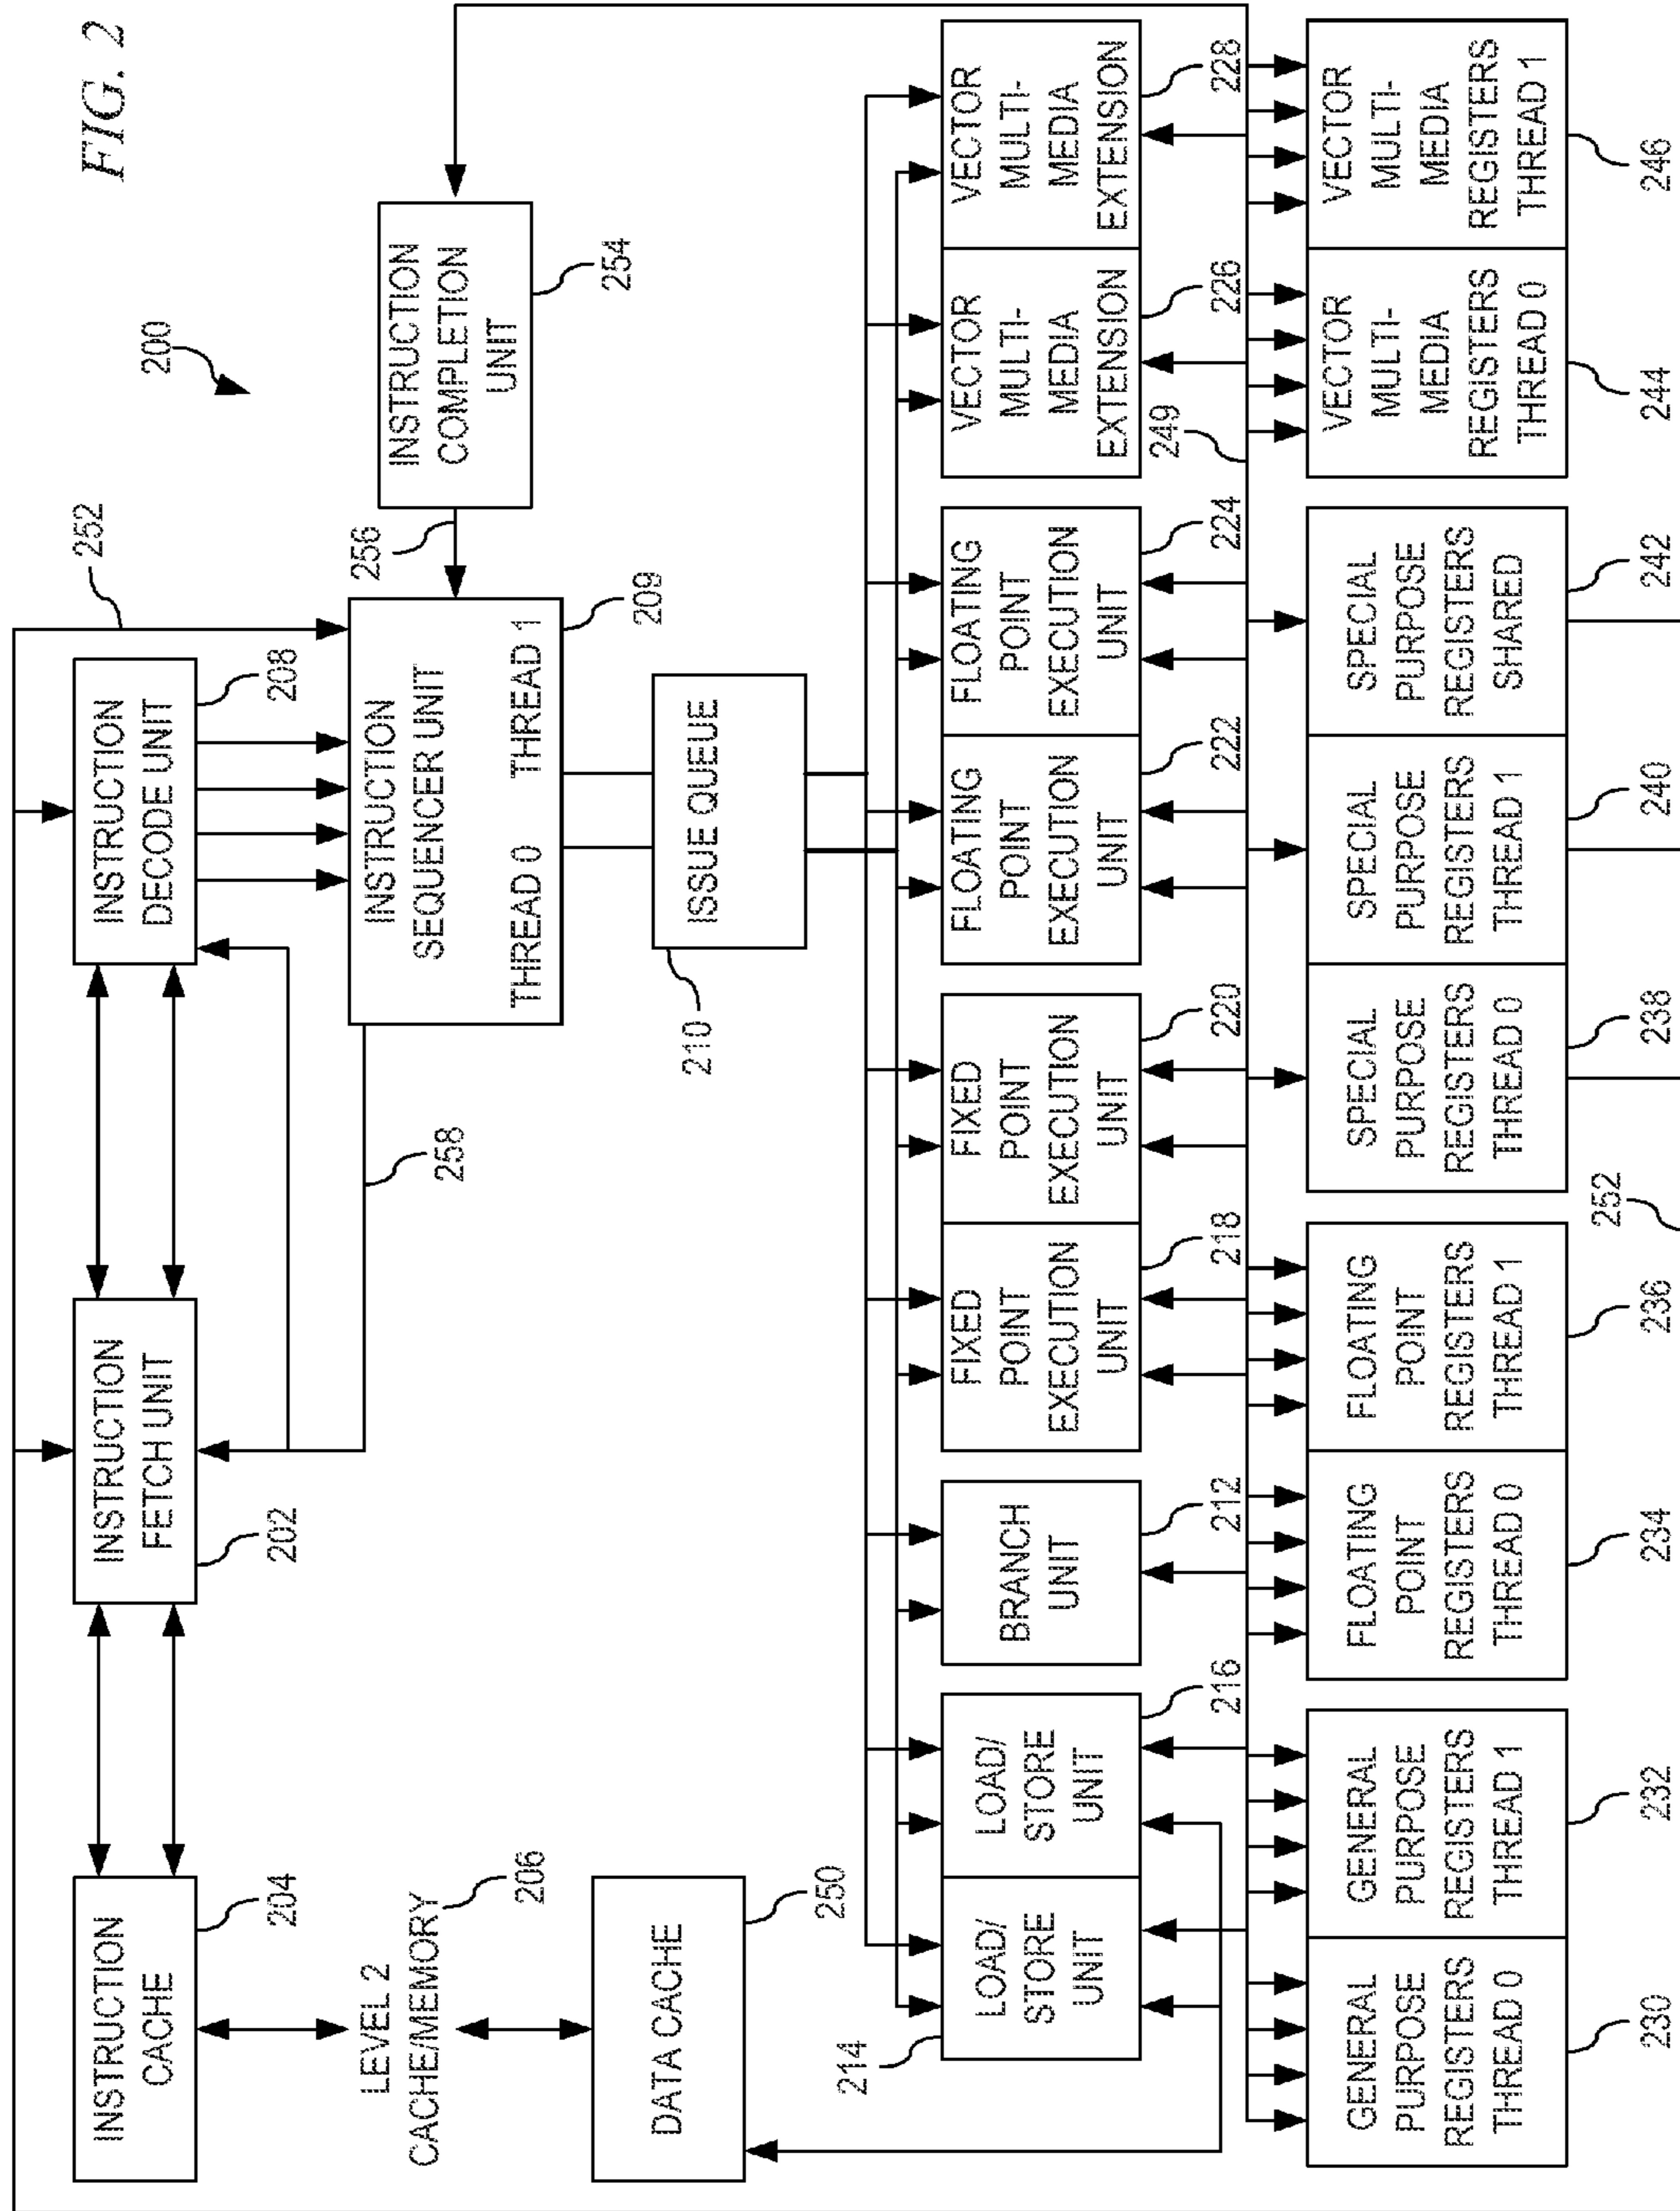 FIG. 2
200
252
INSTRUCTION
CACHE
204
INSTRUCTION
FETCH UNIT
202
INSTRUCTION
DECODE UNIT
208
LEVEL 2
CACHE/MEMORY
206
258
INSTRUCTION
SEQUENCER UNIT
THREAD 0
THREAD 1
209
256
INSTRUCTION
COMPLETION
UNIT
254
DATA CACHE
250
ISSUE QUEUE
210
214
LOAD/
STORE
UNIT
LOAD/
STORE
UNIT
216
BRANCH
UNIT
212
FIXED
POINT
EXECUTION
UNIT
218
FIXED
POINT
EXECUTION
UNIT
220
FLOATING
POINT
EXECUTION
UNIT
222
FLOATING
POINT
EXECUTION
UNIT
224
VECTOR
MULTI-
MEDIA
EXTENSION
226
VECTOR
MULTI-
MEDIA
EXTENSION
228
249
GENERAL
PURPOSE
REGISTERS
THREAD 0
230
GENERAL
PURPOSE
REGISTERS
THREAD 1
232
FLOATING
POINT
REGISTERS
THREAD 0
234
FLOATING
POINT
REGISTERS
THREAD 1
236
252
SPECIAL
PURPOSE
REGISTERS
THREAD 0
238
SPECIAL
PURPOSE
REGISTERS
THREAD 1
240
SPECIAL
PURPOSE
REGISTERS
SHARED
242
VECTOR
MULTI-
MEDIA
REGISTERS
THREAD 0
244
VECTOR
MULTI-
MEDIA
REGISTERS
THREAD 1
246